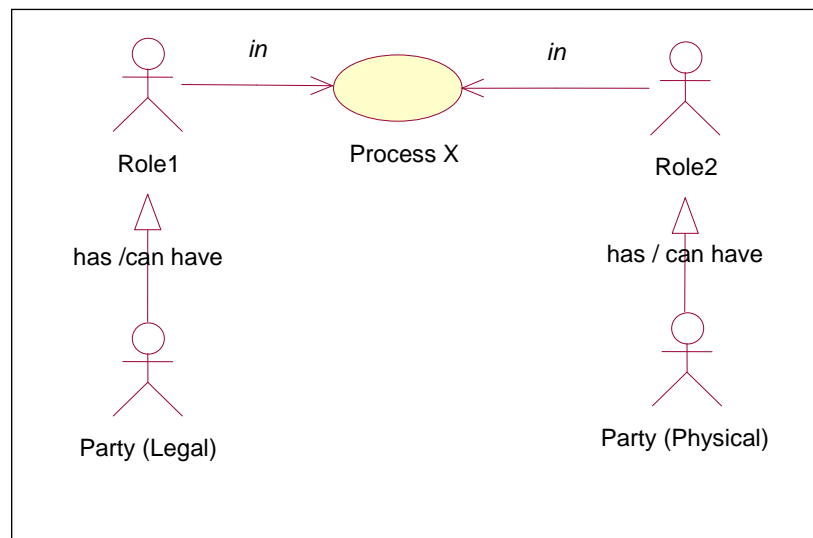 in
in
Process X
Role1
Role2
has /can have
has / can have
Party (Legal)
Party (Physical)